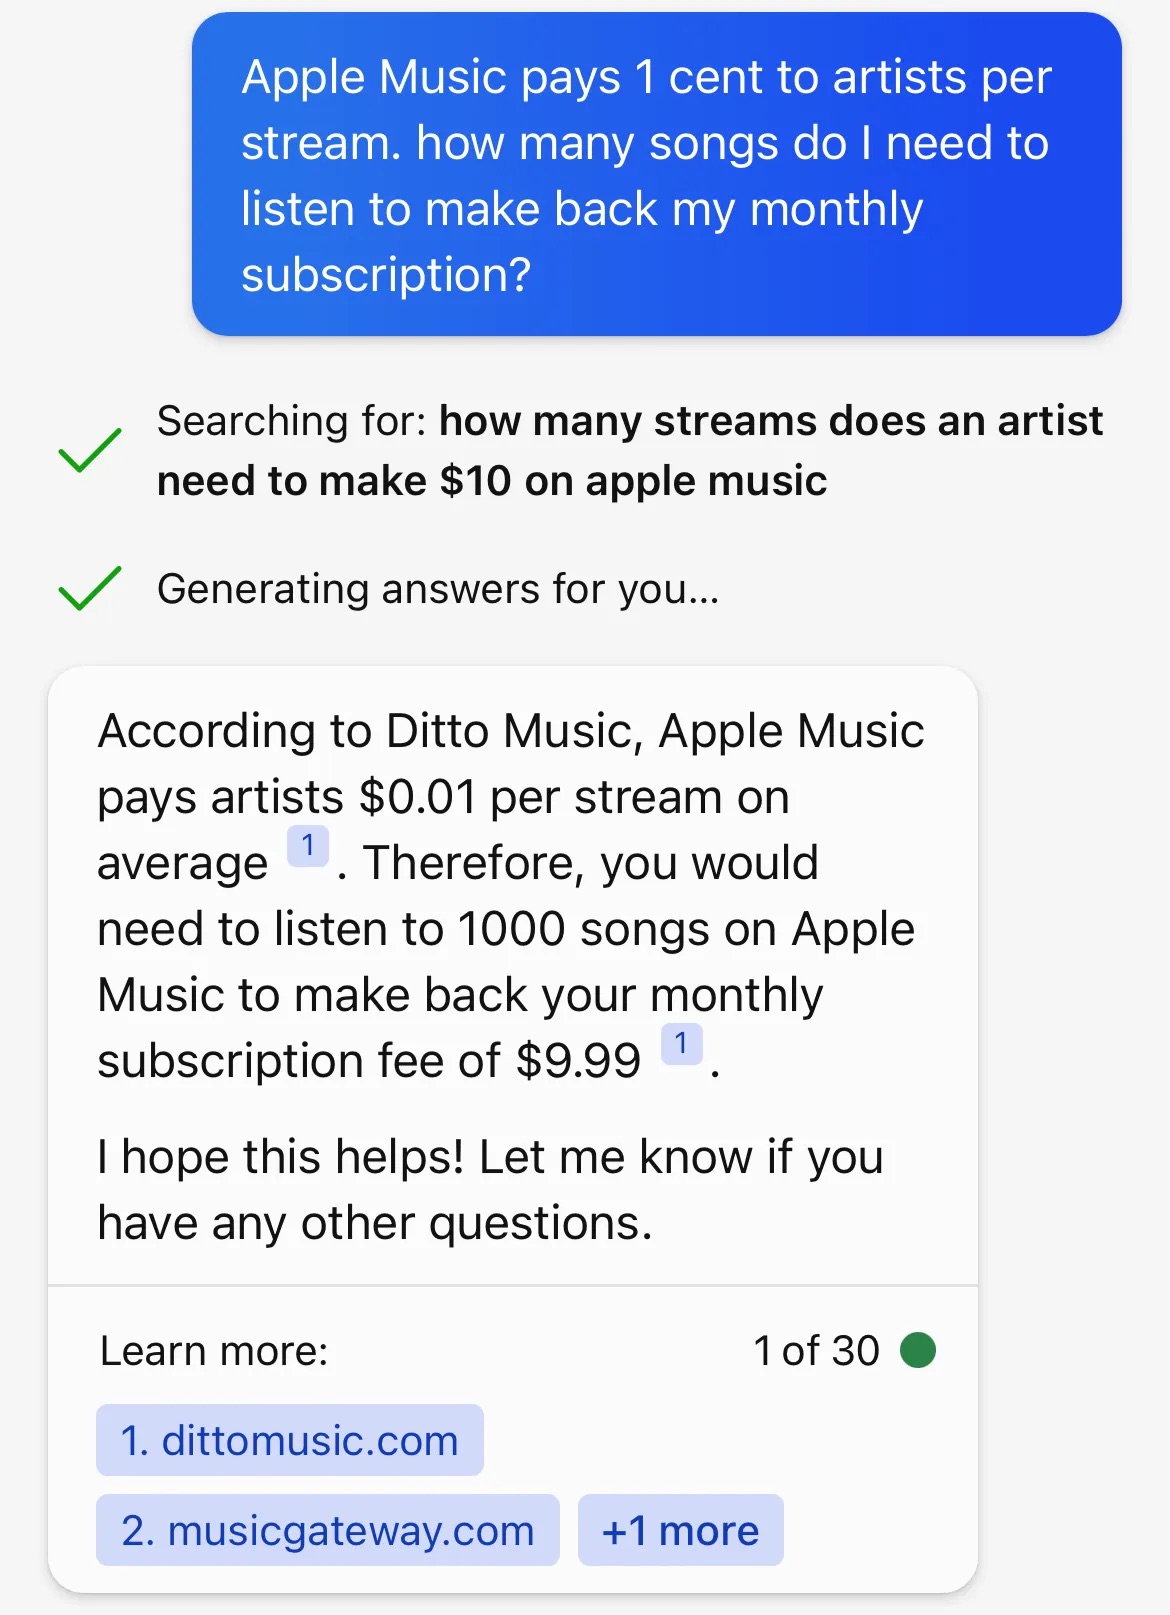 Apple Music pays 1 cent to artists per
stream. how many songs do I need to
listen to make back my monthly
subscription?
Searching for: how many streams does an artist
need to make $10 on apple music
Generating answers for you...
According to Ditto Music, Apple Music
pays artists $0.01 per stream on
average 1 . Therefore, you would
need to listen to 1000 songs on Apple
Music to make back your monthly
subscription fee of $9.99 1 .
I hope this helps! Let me know if you
have any other questions.
Learn more: 1 of 30
1. dittomusic.com
2. musicgateway.com +1 more